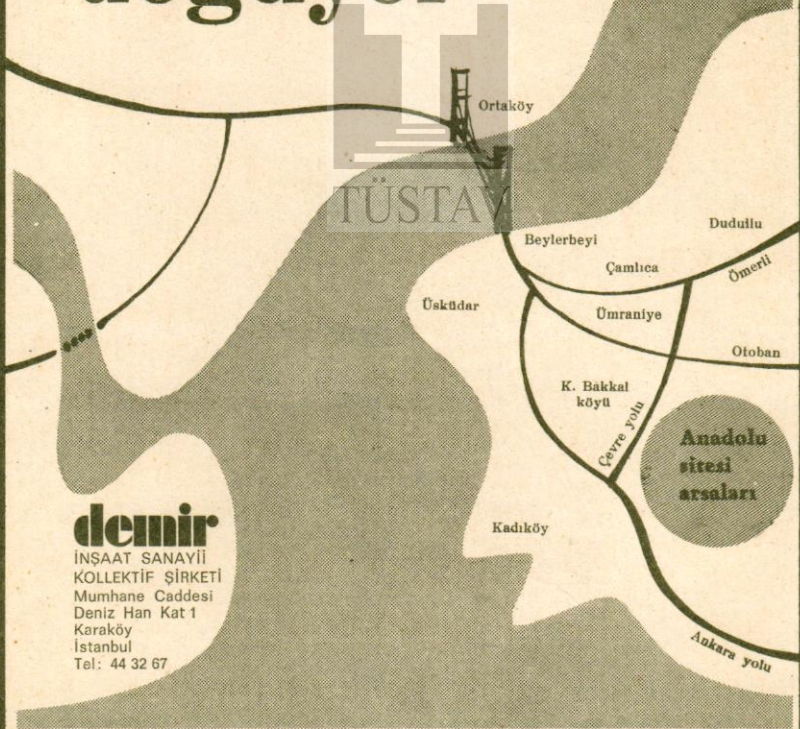 doğuyor
TÜSTAV
Ortaköy
Beylerbeyi
Dudullu
Çamlıca
Ömerli
Üsküdar
Ümraniye
Otoban
K. Bakkal
köyü
Çevre yolu
Anadolu
sitesi
arsaları
Kadıköy
Ankara yolu
demir
İNŞAAT SANAYİİ
KOLLEKTİF ŞİRKETİ
Mumhane Caddesi
Deniz Han Kat 1
Karaköy
İstanbul
Tel: 44 32 67